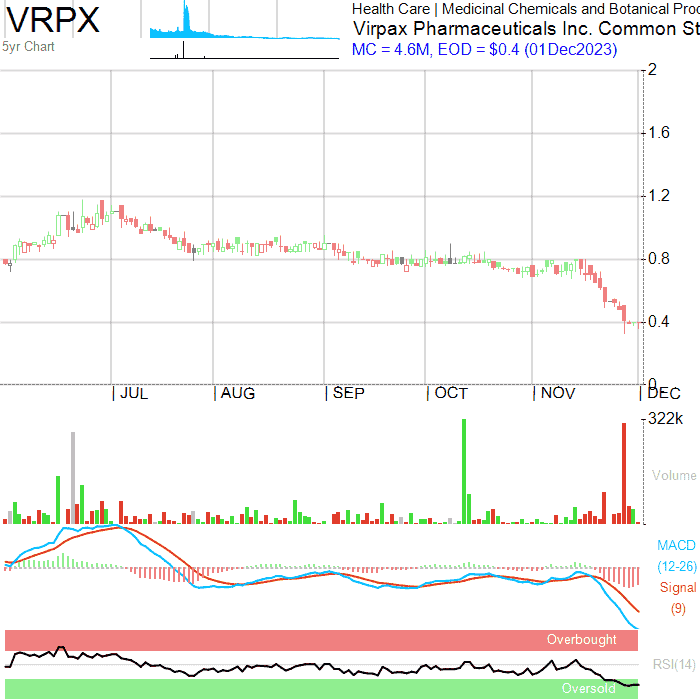 VRPX
5yr Chart
Health Care | Medicinal Chemicals and Botanical Pro
Virpax Pharmaceuticals Inc. Common St
MC = 4.6M, EOD = $0.4 (01Dec2023)
2
1.6
1.2
0.8
0.4
0
JUL
AUG
SEP
OCT
NOV
DEC
322k
Volume
MACD
(12-26)
Signal
(9)
Overbought
RSI(14)
Oversold